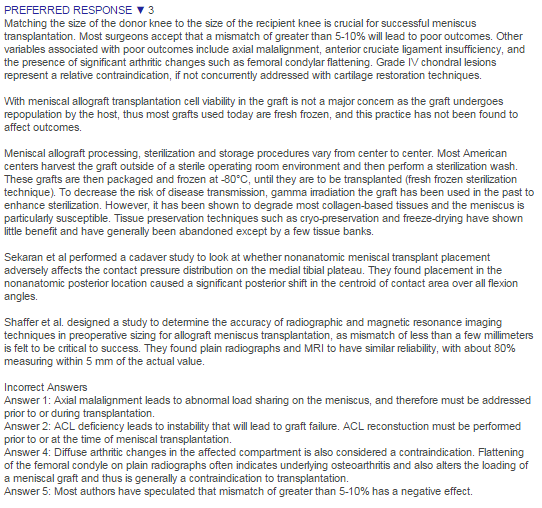 PREFERRED RESPONSE ▼ 3
Matching the size of the donor knee to the size of the recipient knee is crucial for successful meniscus
transplantation. Most surgeons accept that a mismatch of greater than 5-10% will lead to poor outcomes. Other
variables associated with poor outcomes include axial malalignment, anterior cruciate ligament insufficiency, and
the presence of significant arthritic changes such as femoral condylar flattening. Grade IV chondral lesions
represent a relative contraindication, if not concurrently addressed with cartilage restoration techniques.

With meniscal allograft transplantation cell viability in the graft is not a major concern as the graft undergoes
repopulation by the host, thus most grafts used today are fresh frozen, and this practice has not been found to
affect outcomes.

Meniscal allograft processing, sterilization and storage procedures vary from center to center. Most American
centers harvest the graft outside of a sterile operating room environment and then perform a sterilization wash.
These grafts are then packaged and frozen at -80°C, until they are to be transplanted (fresh frozen sterilization
technique). To decrease the risk of disease transmission, gamma irradiation the graft has been used in the past to
enhance sterilization. However, it has been shown to degrade most collagen-based tissues and the meniscus is
particularly susceptible. Tissue preservation techniques such as cryo-preservation and freeze-drying have shown
little benefit and have generally been abandoned except by a few tissue banks.

Sekaran et al performed a cadaver study to look at whether nonanatomic meniscal transplant placement
adversely affects the contact pressure distribution on the medial tibial plateau. They found placement in the
nonanatomic posterior location caused a significant posterior shift in the centroid of contact area over all flexion
angles.

Shaffer et al. designed a study to determine the accuracy of radiographic and magnetic resonance imaging
techniques in preoperative sizing for allograft meniscus transplantation, as mismatch of less than a few millimeters
is felt to be critical to success. They found plain radiographs and MRI to have similar reliability, with about 80%
measuring within 5 mm of the actual value.

Incorrect Answers
Answer 1: Axial malalignment leads to abnormal load sharing on the meniscus, and therefore must be addressed
prior to or during transplantation.
Answer 2: ACL deficiency leads to instability that will lead to graft failure. ACL reconstuction must be performed
prior to or at the time of meniscal transplantation.
Answer 4: Diffuse arthritic changes in the affected compartment is also considered a contraindication. Flattening
of the femoral condyle on plain radiographs often indicates underlying osteoarthritis and also alters the loading of
a meniscal graft and thus is generally a contraindication to transplantation.
Answer 5: Most authors have speculated that mismatch of greater than 5-10% has a negative effect.